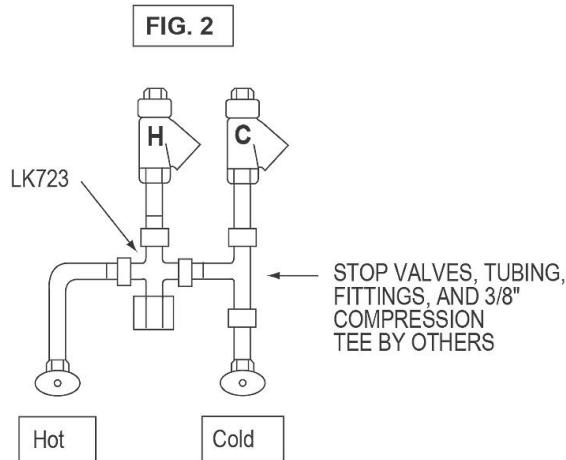 FIG. 2
H
C
LK723
STOP VALVES, TUBING,
FITTINGS, AND 3/8"
COMPRESSION
TEE BY OTHERS
Hot
Cold